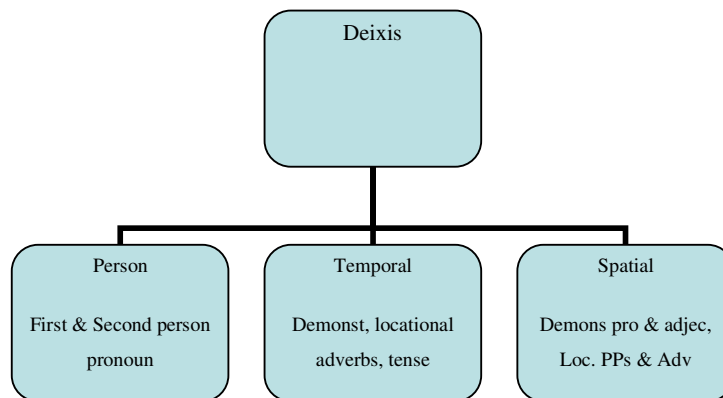 Deixis
Person
First & Second person
pronoun
Temporal
Demonst, locational
adverbs, tense
Spatial
Demons pro & adjec,
Loc. PPs & Adv